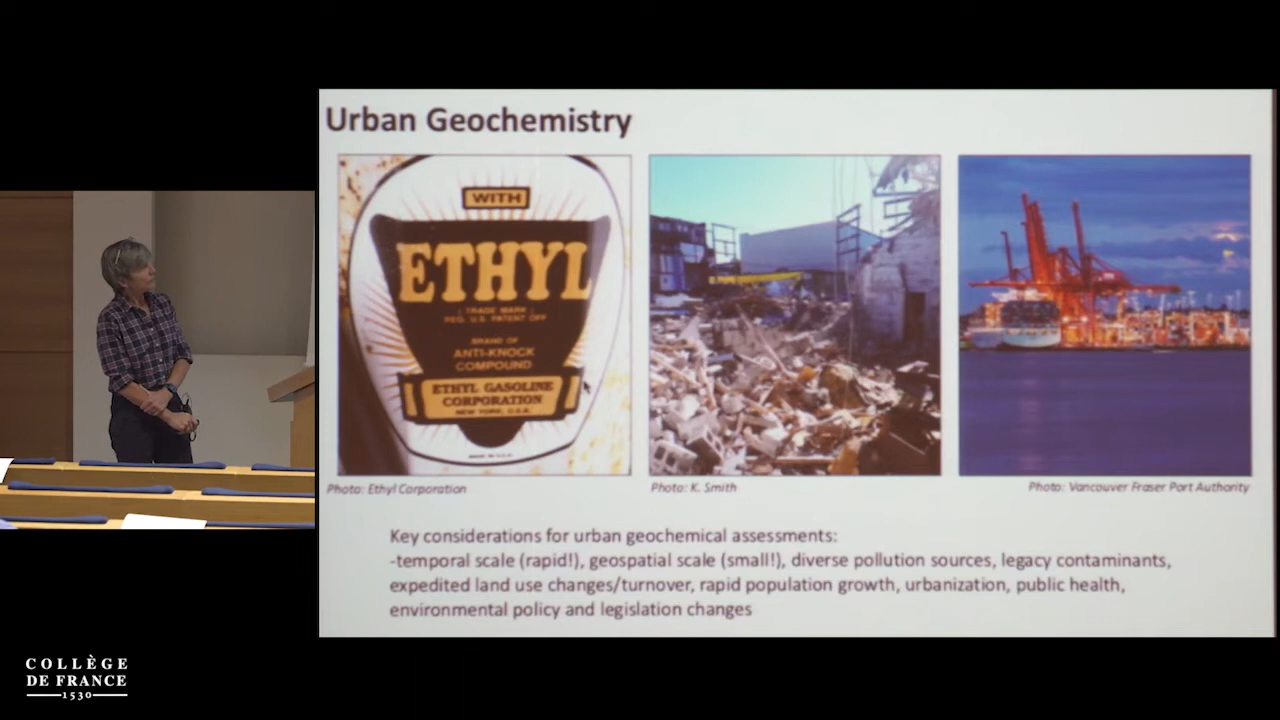 Urban Geochemistry
WITH
ETHYL
TRADE MARK
REG. U.S. PATENT OFF
BRAND OF
ANTI-KNOCK
COMPOUND
ETHYL GASOLINE
CORPORATION
NEW YORK, U.S.A.
MADE IN U.S.A.
Photo: Ethyl Corporation
Photo: K. Smith
Photo: Vancouver Fraser Port Authority
Key considerations for urban geochemical assessments:
-temporal scale (rapid!), geospatial scale (small!), diverse pollution sources, legacy contaminants,
expedited land use changes/turnover, rapid population growth, urbanization, public health,
environmental policy and legislation changes
COLLÈGE
DE FRANCE
1530